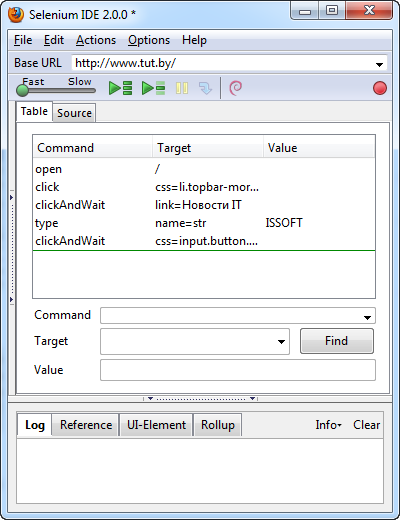 Selenium IDE 2.0.0 *
File Edit Actions Options Help
Base URL http://www.tut.by/
Fast Slow
Table Source
Command Target Value
open /
click css=li.topbar-mor...
clickAndWait link=Новости IT
type name=str ISSOFT
clickAndWait css=input.button....
Command
Target Find
Value
Log Reference UI-Element Rollup Info Clear